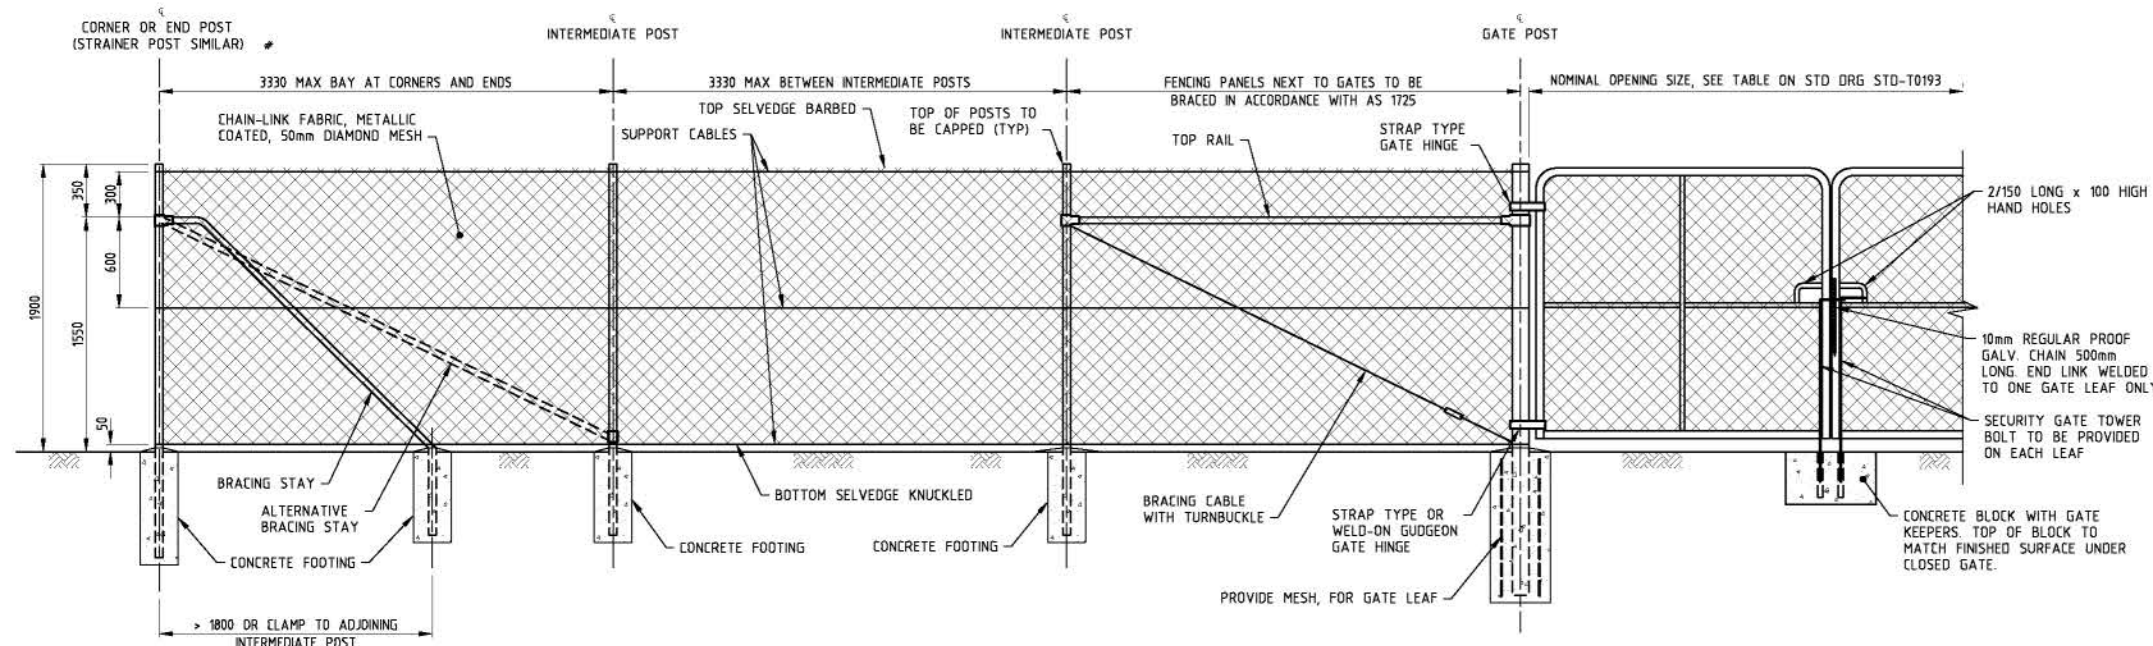 ℄
CORNER OR END POST
(STRAINER POST SIMILAR) #
℄
INTERMEDIATE POST
℄
INTERMEDIATE POST
℄
GATE POST
3330 MAX BAY AT CORNERS AND ENDS
3330 MAX BETWEEN INTERMEDIATE POSTS
FENCING PANELS NEXT TO GATES TO BE
BRACED IN ACCORDANCE WITH AS 1725
NOMINAL OPENING SIZE, SEE TABLE ON STD DRG STD-T0193
CHAIN-LINK FABRIC, METALLIC
COATED, 50mm DIAMOND MESH
TOP SELVEDGE BARBED
SUPPORT CABLES
TOP OF POSTS TO
BE CAPPED (TYP)
TOP RAIL
STRAP TYPE
GATE HINGE
2/150 LONG x 100 HIGH
HAND HOLES
350
300
600
1900
1550
50
10mm REGULAR PROOF
GALV. CHAIN 500mm
LONG. END LINK WELDED
TO ONE GATE LEAF ONLY
SECURITY GATE TOWER
BOLT TO BE PROVIDED
ON EACH LEAF
BRACING STAY
ALTERNATIVE
BRACING STAY
BOTTOM SELVEDGE KNUCKLED
BRACING CABLE
WITH TURNBUCKLE
STRAP TYPE OR
WELD-ON GUDGEON
GATE HINGE
CONCRETE BLOCK WITH GATE
KEEPERS. TOP OF BLOCK TO
MATCH FINISHED SURFACE UNDER
CLOSED GATE.
CONCRETE FOOTING
CONCRETE FOOTING
CONCRETE FOOTING
PROVIDE MESH, FOR GATE LEAF
> 1800 OR CLAMP TO ADJOINING
INTERMEDIATE POST